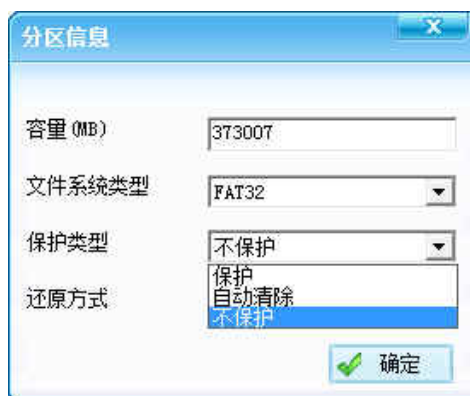 分区信息
容量(MB)
373007
文件系统类型
FAT32
保护类型
不保护
保护
自动清除
不保护
还原方式
确定